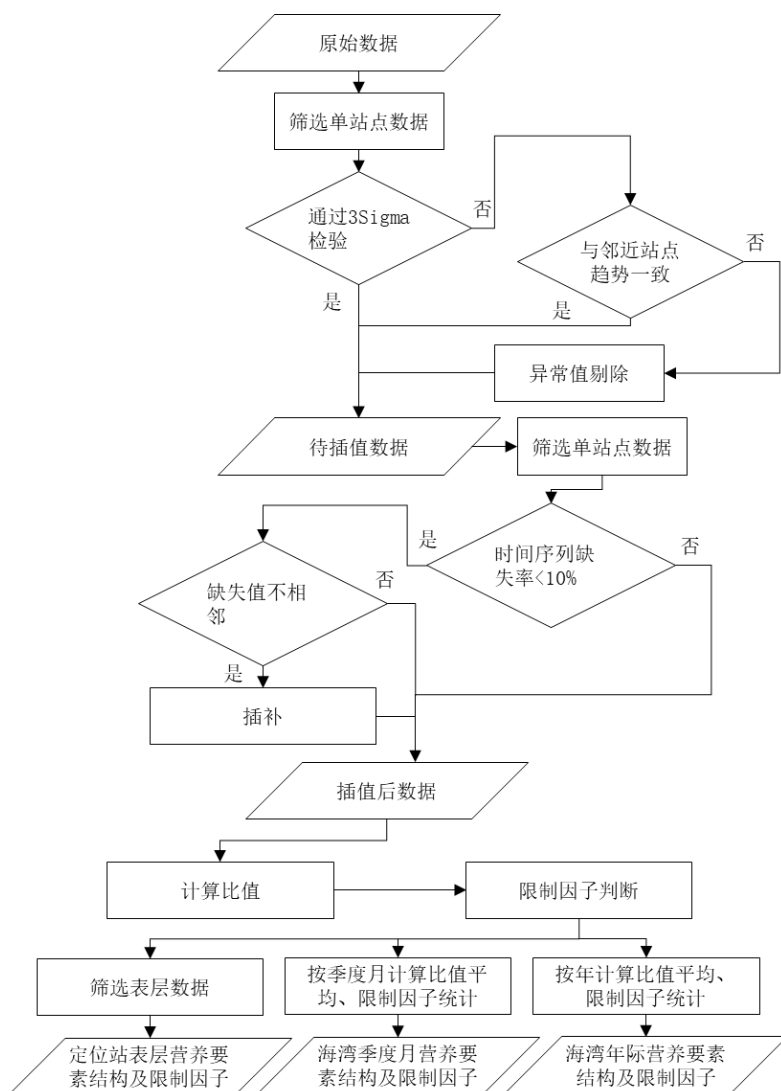 原始数据
筛选单站点数据
通过3Sigma
检验
否
与邻近站点
趋势一致
否
是
是
异常值剔除
待插值数据
筛选单站点数据
时间序列缺
失率<10%
是
否
缺失值不相
邻
否
是
插补
插值后数据
计算比值
限制因子判断
筛选表层数据
按季度月计算比值平
均、限制因子统计
按年计算比值平均、
限制因子统计
定位站表层营养要
素结构及限制因子
海湾季度月营养要
素结构及限制因子
海湾年际营养要素
结构及限制因子